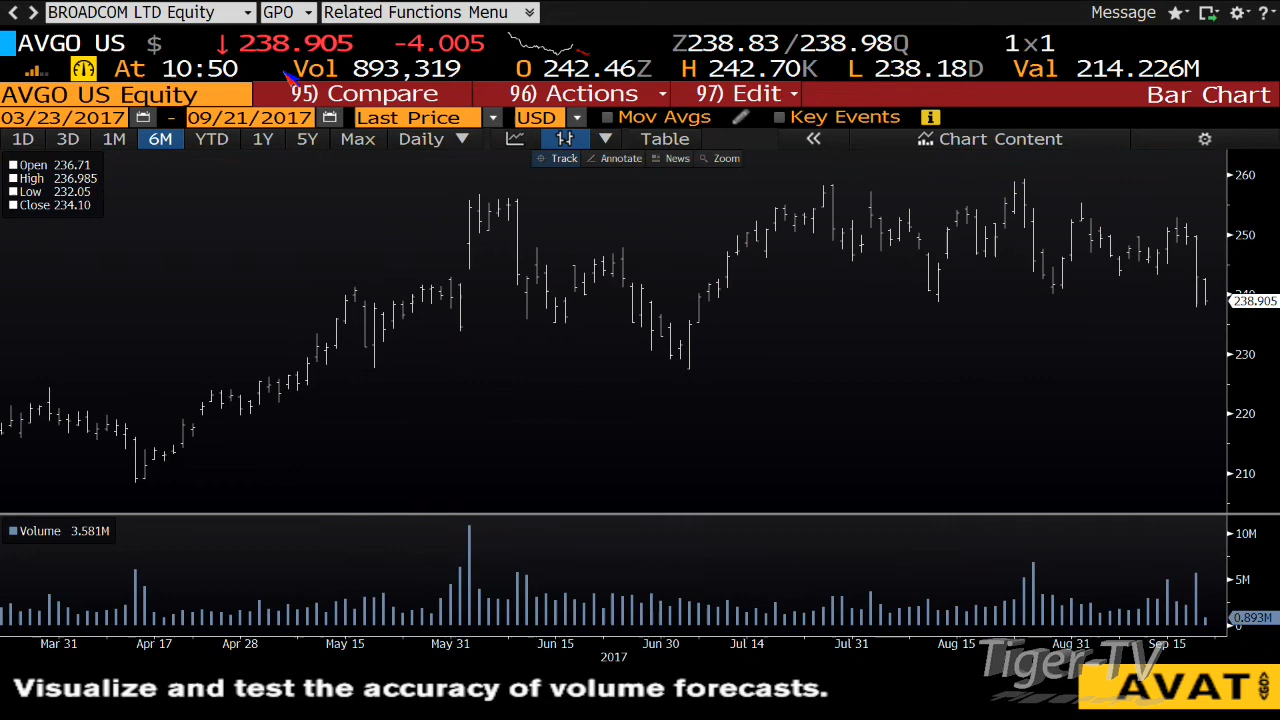 BROADCOM LTD Equity GPO Related Functions Menu Message
AVGO US $ ↓238.905 -4.005 Z238.83/238.98Q 1x1
At 10:50 Vol 893,319 O 242.46Z H 242.70K L 238.18D Val 214.226M
AVGO US Equity 95) Compare 96) Actions 97) Edit Bar Chart
03/23/2017 - 09/21/2017 Last Price USD Mov Avgs Key Events i
1D 3D 1M 6M YTD 1Y 5Y Max Daily Table « Chart Content
Track Annotate News Zoom
Open 236.71
High 236.985
Low 232.05
Close 234.10
260
250
240
238.905
230
220
210
Volume 3.581M
10M
5M
0.893M
0
Mar 31 Apr 17 Apr 28 May 15 May 31 Jun 15 Jun 30 Jul 14 Jul 31 Aug 15 Aug 31 Sep 15
2017
Tiger-TV
Visualize and test the accuracy of volume forecasts.
AVAT <GO>